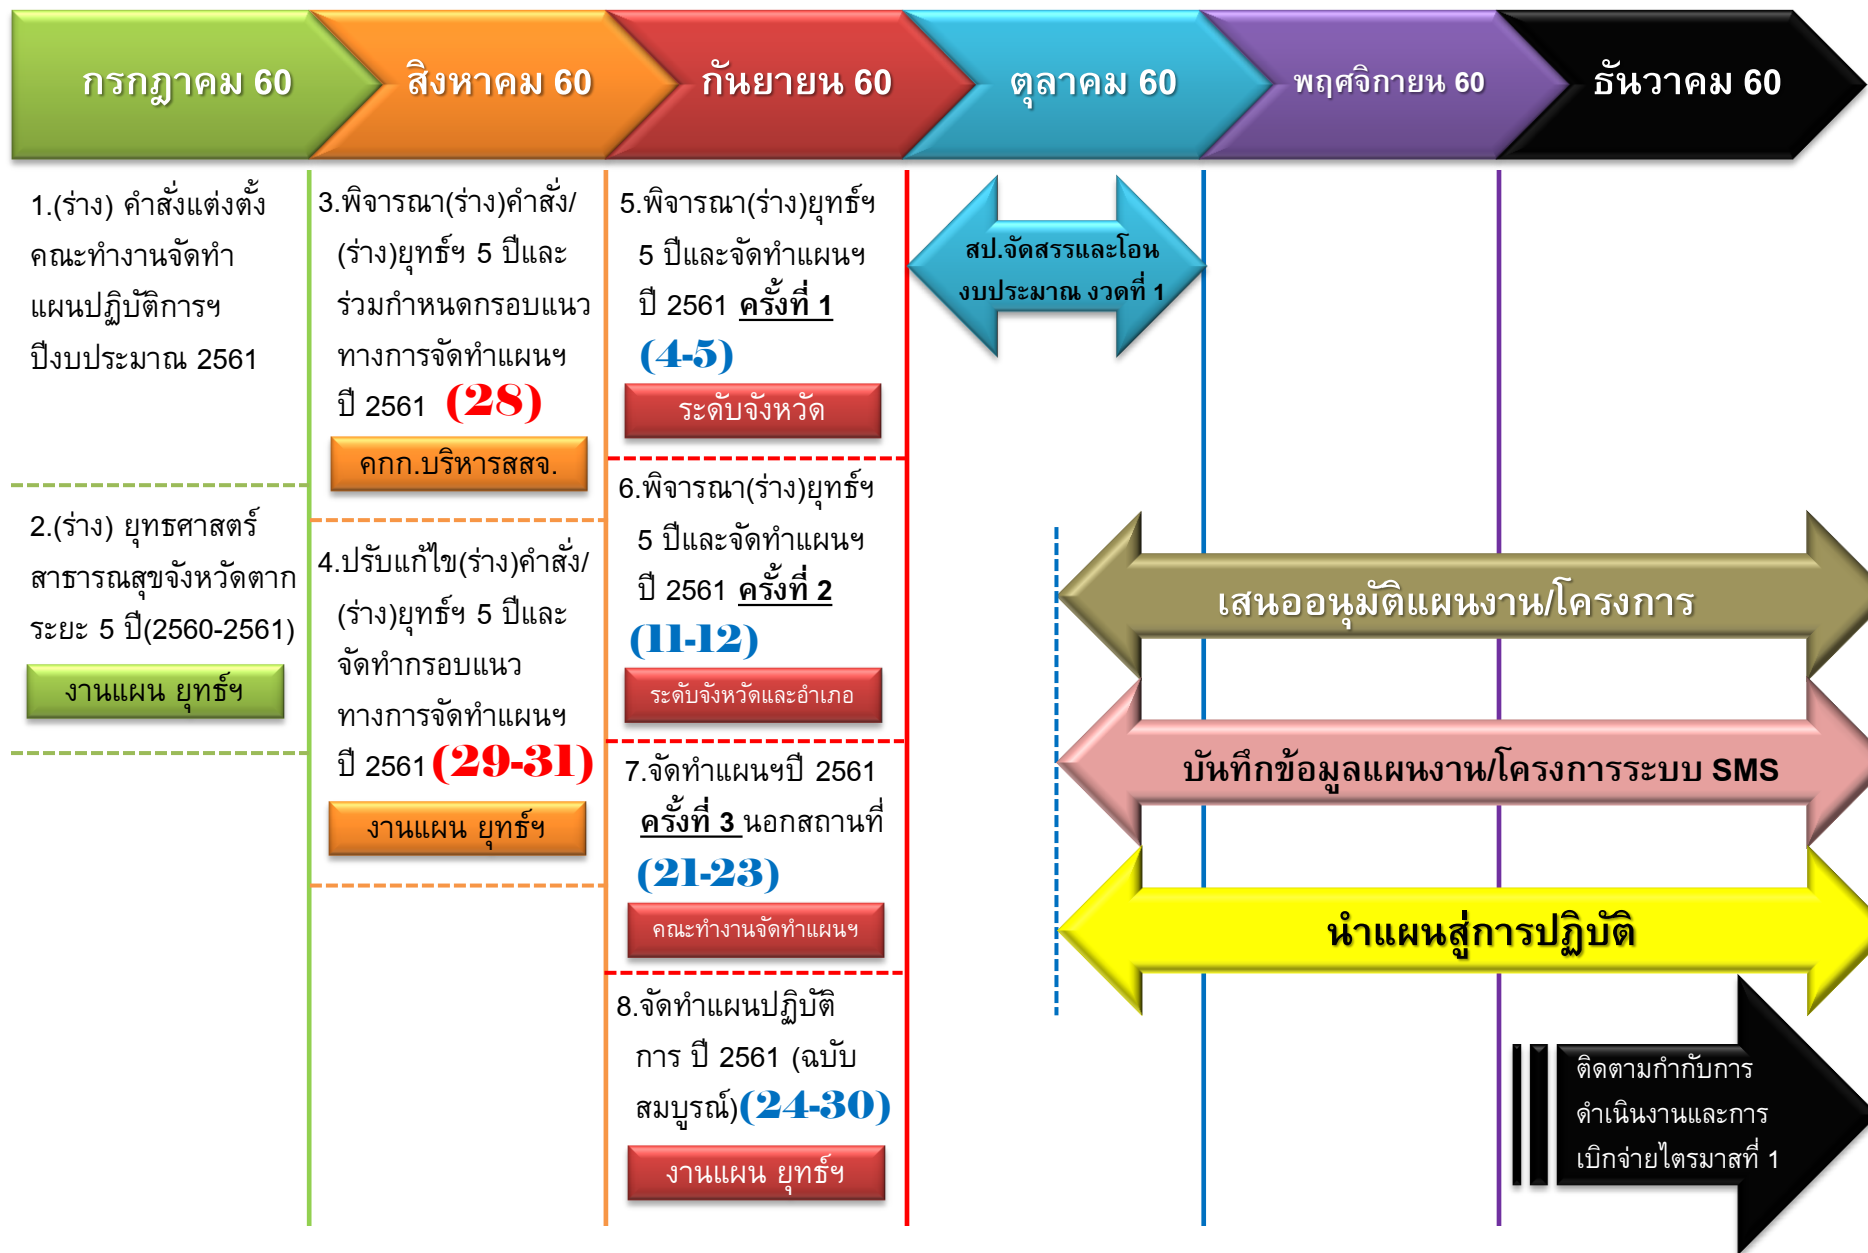 กรกฎาคม 60
สิงหาคม 60
กันยายน 60
ตุลาคม 60
พฤศจิกายน 60
ธันวาคม 60
1.(ร่าง) คำสั่งแต่งตั้ง
คณะทำงานจัดทำ
แผนปฏิบัติการฯ
ปีงบประมาณ 2561
2.(ร่าง) ยุทธศาสตร์
สาธารณสุขจังหวัดตาก
ระยะ 5 ปี(2560-2561)
งานแผน ยุทธ์ฯ
3.พิจารณา(ร่าง)คำสั่ง/
(ร่าง)ยุทธ์ฯ 5 ปีและ
ร่วมกำหนดกรอบแนว
ทางการจัดทำแผนฯ
ปี 2561 (28)
คกก.บริหารสสจ.
4.ปรับแก้ไข(ร่าง)คำสั่ง/
(ร่าง)ยุทธ์ฯ 5 ปีและ
จัดทำกรอบแนว
ทางการจัดทำแผนฯ
ปี 2561 (29-31)
งานแผน ยุทธ์ฯ
5.พิจารณา(ร่าง)ยุทธ์ฯ
5 ปีและจัดทำแผนฯ
ปี 2561 ครั้งที่ 1
(4-5)
ระดับจังหวัด
6.พิจารณา(ร่าง)ยุทธ์ฯ
5 ปีและจัดทำแผนฯ
ปี 2561 ครั้งที่ 2
(11-12)
ระดับจังหวัดและอำเภอ
7.จัดทำแผนฯปี 2561
ครั้งที่ 3 นอกสถานที่
(21-23)
คณะทำงานจัดทำแผนฯ
8.จัดทำแผนปฏิบัติ
การ ปี 2561 (ฉบับ
สมบูรณ์)(24-30)
งานแผน ยุทธ์ฯ
สป.จัดสรรและโอน
งบประมาณ งวดที่ 1
เสนออนุมัติแผนงาน/โครงการ
บันทึกข้อมูลแผนงาน/โครงการระบบ SMS
นำแผนสู่การปฏิบัติ
ติดตามกำกับการ
ดำเนินงานและการ
เบิกจ่ายไตรมาสที่ 1